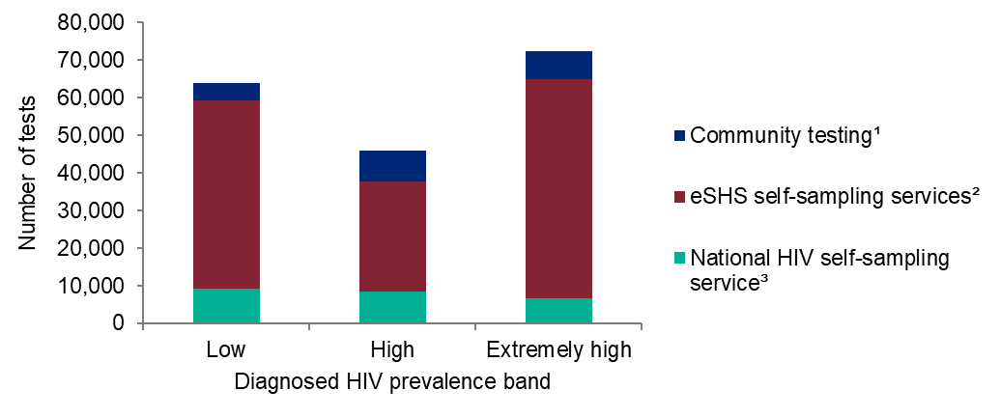 80,000
70,000
60,000
50,000
40,000
30,000
20,000
10,000
0
Number of tests
Low
High
Extremely high
Diagnosed HIV prevalence band
Community testing¹
eSHS self-sampling services²
National HIV self-sampling
service³